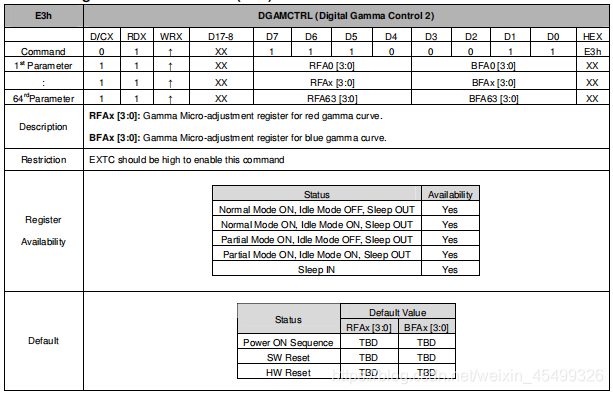 E3h DGAMCTRL (Digital Gamma Control 2)
D/CX RDX WRX D17-8 D7 D6 D5 D4 D3 D2 D1 D0 HEX
Command 0 1 ↑ XX 1 1 1 0 0 0 1 1 E3h
1st Parameter 1 1 ↑ XX RFA0 [3:0] BFA0 [3:0] XX
: 1 1 ↑ XX RFAx [3:0] BFAx [3:0] XX
64rdParameter 1 1 ↑ XX RFA63 [3:0] BFA63 [3:0] XX
Description
RFAx [3:0]: Gamma Micro-adjustment register for red gamma curve.
BFAx [3:0]: Gamma Micro-adjustment register for blue gamma curve.
Restriction EXTC should be high to enable this command
Register
Availability
Status Availability
Normal Mode ON, Idle Mode OFF, Sleep OUT Yes
Normal Mode ON, Idle Mode ON, Sleep OUT Yes
Partial Mode ON, Idle Mode OFF, Sleep OUT Yes
Partial Mode ON, Idle Mode ON, Sleep OUT Yes
Sleep IN Yes
Default
Status Default Value
RFAx [3:0] BFAx [3:0]
Power ON Sequence TBD TBD
SW Reset TBD TBD
HW Reset TBD TBD
https://blog.csdn.net/weixin_45499326